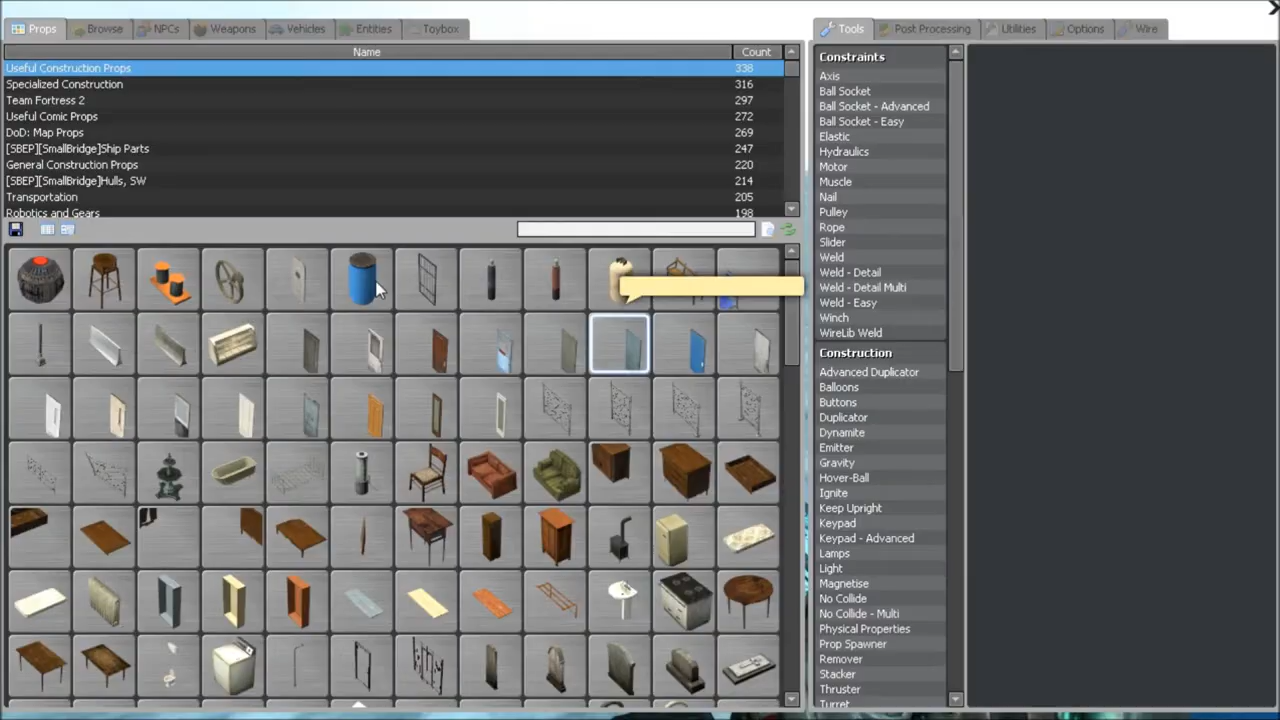 Props
Browse
NPCs
Weapons
Vehicles
Entities
Toybox
Name
Count
Useful Construction Props 338
Specialized Construction 316
Team Fortress 2 297
Useful Comic Props 272
DoD: Map Props 269
[SBEP][SmallBridge]Ship Parts 247
General Construction Props 220
[SBEP][SmallBridge]Hulls, SW 214
Transportation 205
Robotics and Gears 198
Tools
Post Processing
Utilities
Options
Wire
Constraints
Axis
Ball Socket
Ball Socket - Advanced
Ball Socket - Easy
Elastic
Hydraulics
Motor
Muscle
Nail
Pulley
Rope
Slider
Weld
Weld - Detail
Weld - Detail Multi
Weld - Easy
Winch
WireLib Weld
Construction
Advanced Duplicator
Balloons
Buttons
Duplicator
Dynamite
Emitter
Gravity
Hover-Ball
Ignite
Keep Upright
Keypad
Keypad - Advanced
Lamps
Light
Magnetise
No Collide
No Collide - Multi
Physical Properties
Prop Spawner
Remover
Stacker
Thruster
Turret